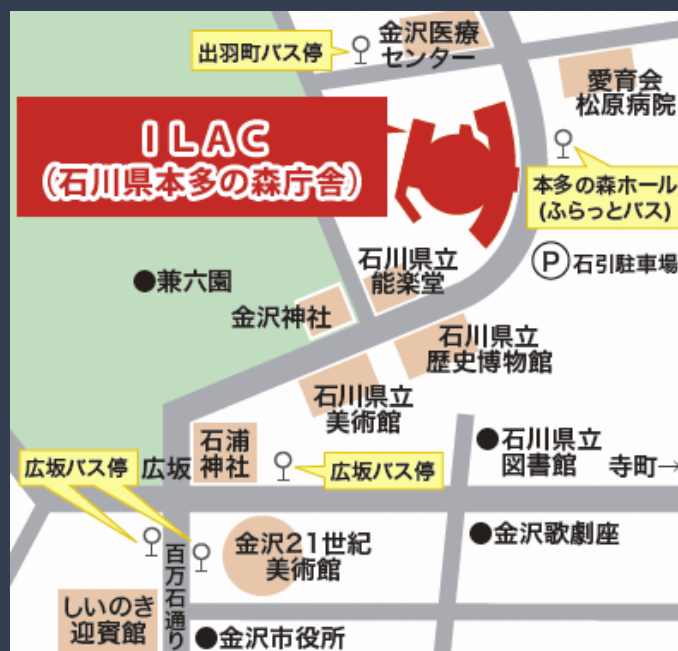 金沢医療
センター
出羽町バス停
愛育会
松原病院
ILAC
(石川県本多の森庁舎)
本多の森ホール
(ふらっとバス)
石川県立
能楽堂
P 石引駐車場
●兼六園
金沢神社
石川県立
歴史博物館
石川県立
美術館
石浦
神社
●石川県立
図書館
寺町→
広坂バス停
広坂
広坂バス停
金沢21世紀
美術館
●金沢歌劇座
百万石通り
しいのき
迎賓館
●金沢市役所